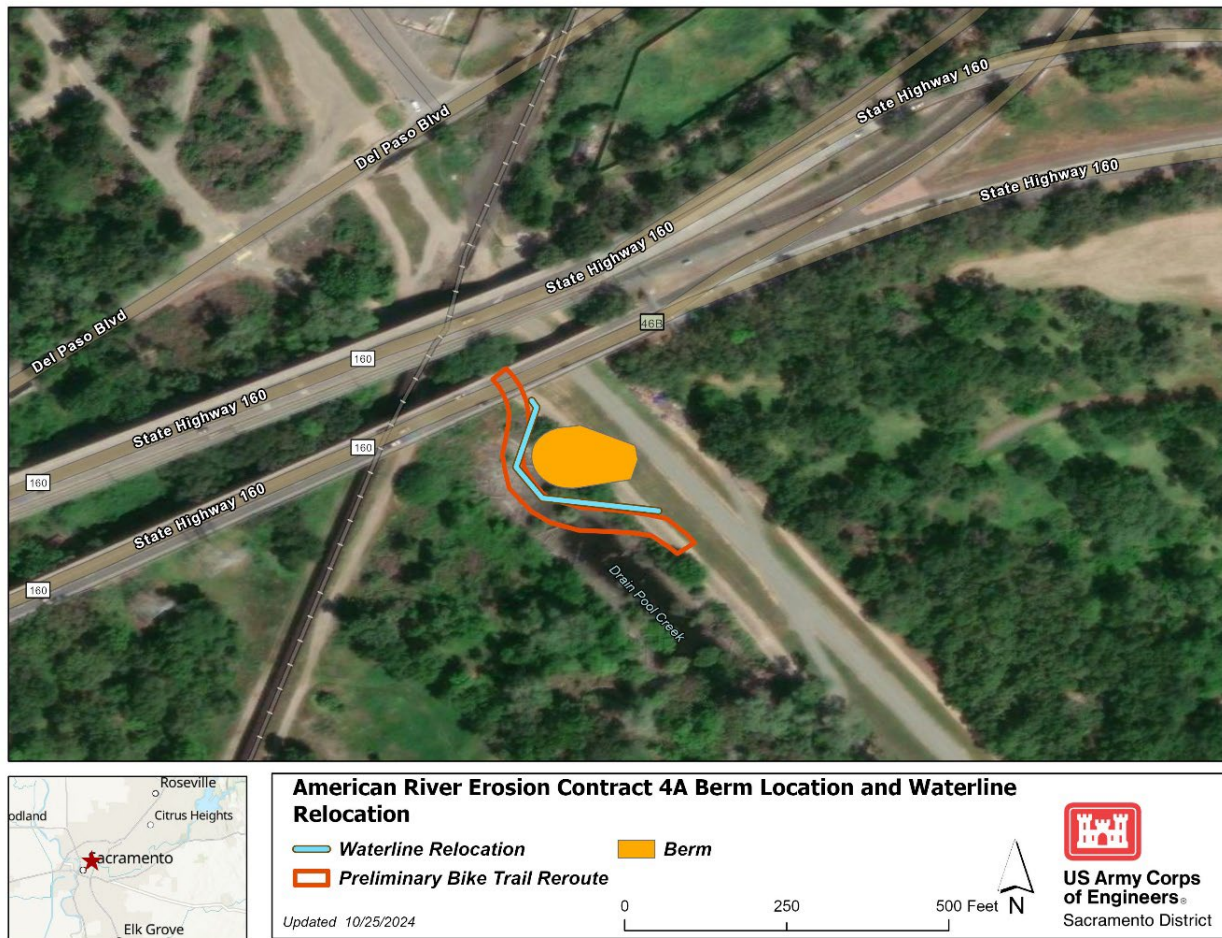 State Highway 160
State Highway 160
Del Paso Blvd
State Highway 160
46B
Del Paso Blvd
160
State Highway 160
160
160
State Highway 160
160
Drain Pool Creek
Roseville
odland
Citrus Heights
Sacramento
Elk Grove
American River Erosion Contract 4A Berm Location and Waterline
Relocation
Waterline Relocation
Berm
Preliminary Bike Trail Reroute
Updated 10/25/2024
0 250 500 Feet
N
US Army Corps
of Engineers®
Sacramento District